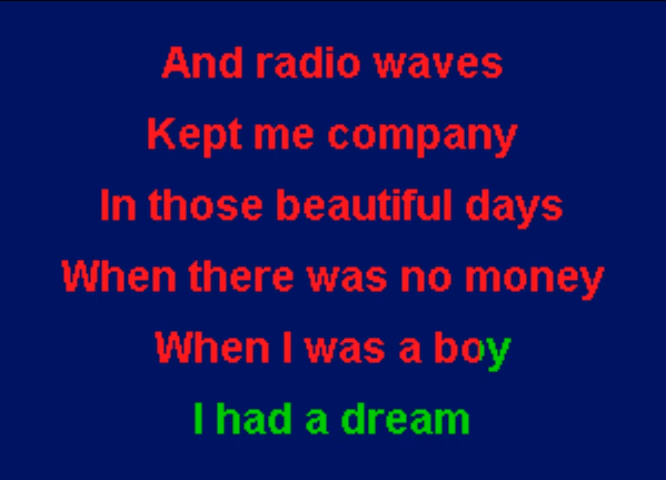 And radio waves
Kept me company
In those beautiful days
When there was no money
When I was a boy
I had a dream